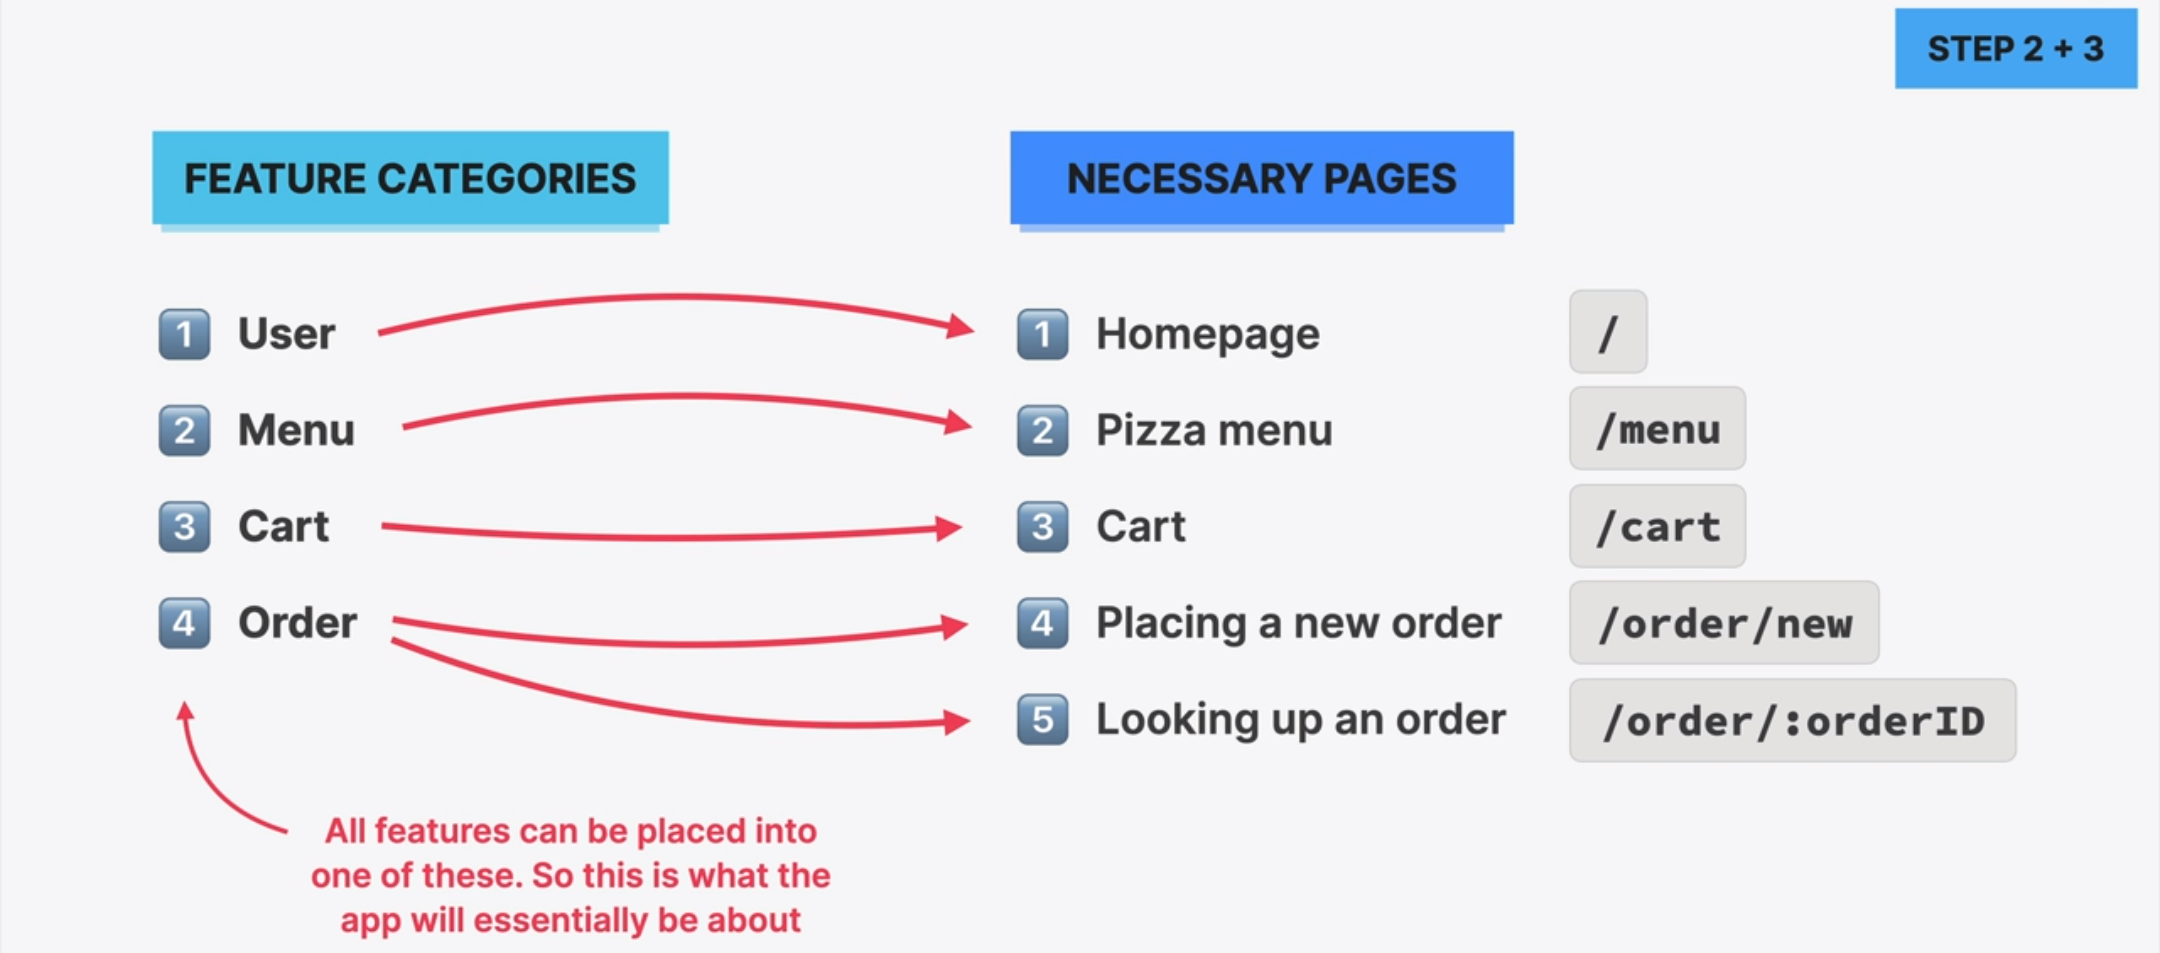 STEP 2 + 3
FEATURE CATEGORIES
NECESSARY PAGES
1 User
1 Homepage
/
2 Menu
2 Pizza menu
/menu
3 Cart
3 Cart
/cart
4 Order
4 Placing a new order
/order/new
5 Looking up an order
/order/:orderID
All features can be placed into
one of these. So this is what the
app will essentially be about